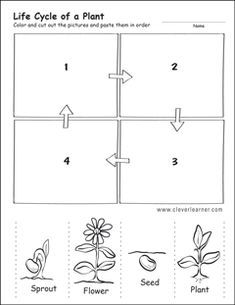 Life Cycle of a Plant
Color and cut out the pictures and paste them in order
Name
1
2
4
3
www.cleverlearner.com
Sprout
Flower
Seed
Plant